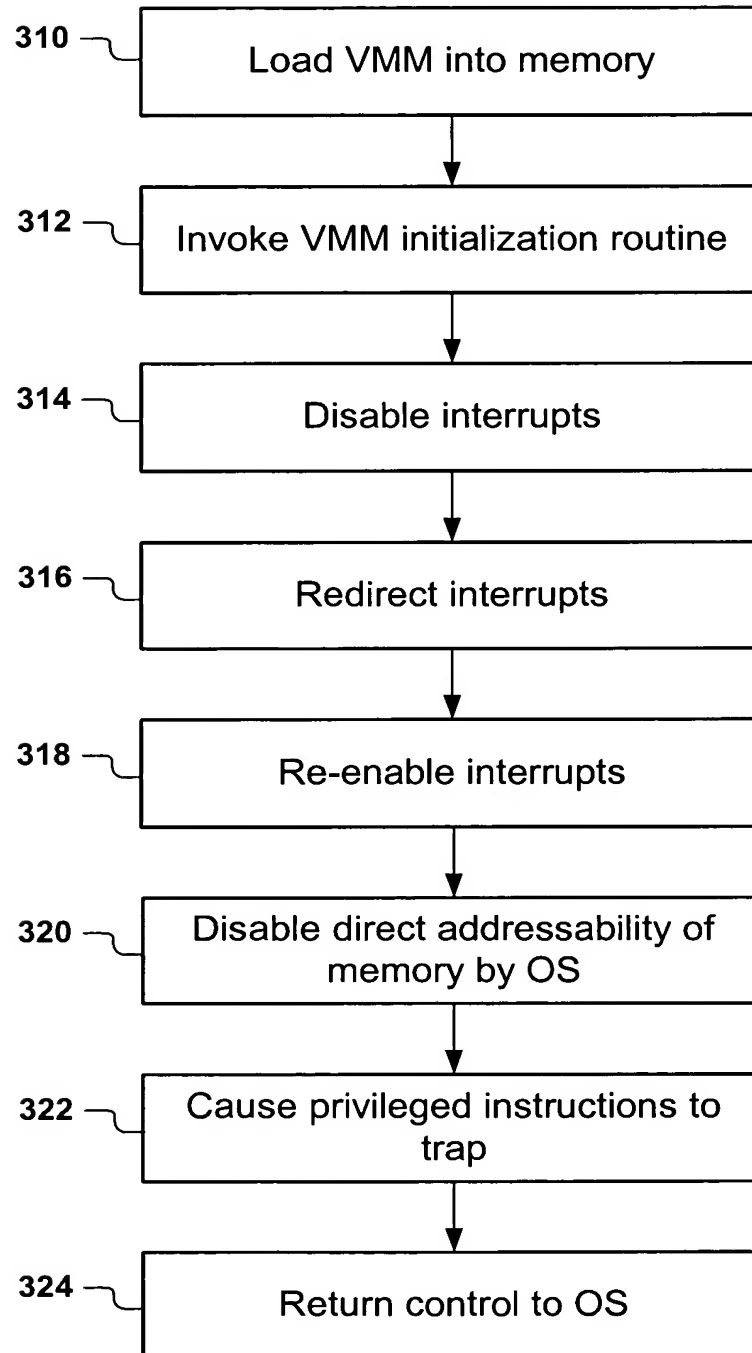 310
Load VMM into memory
312
Invoke VMM initialization routine
314
Disable interrupts
316
Redirect interrupts
318
Re-enable interrupts
320
Disable direct addressability of
memory by OS
322
Cause privileged instructions to
trap
324
Return control to OS